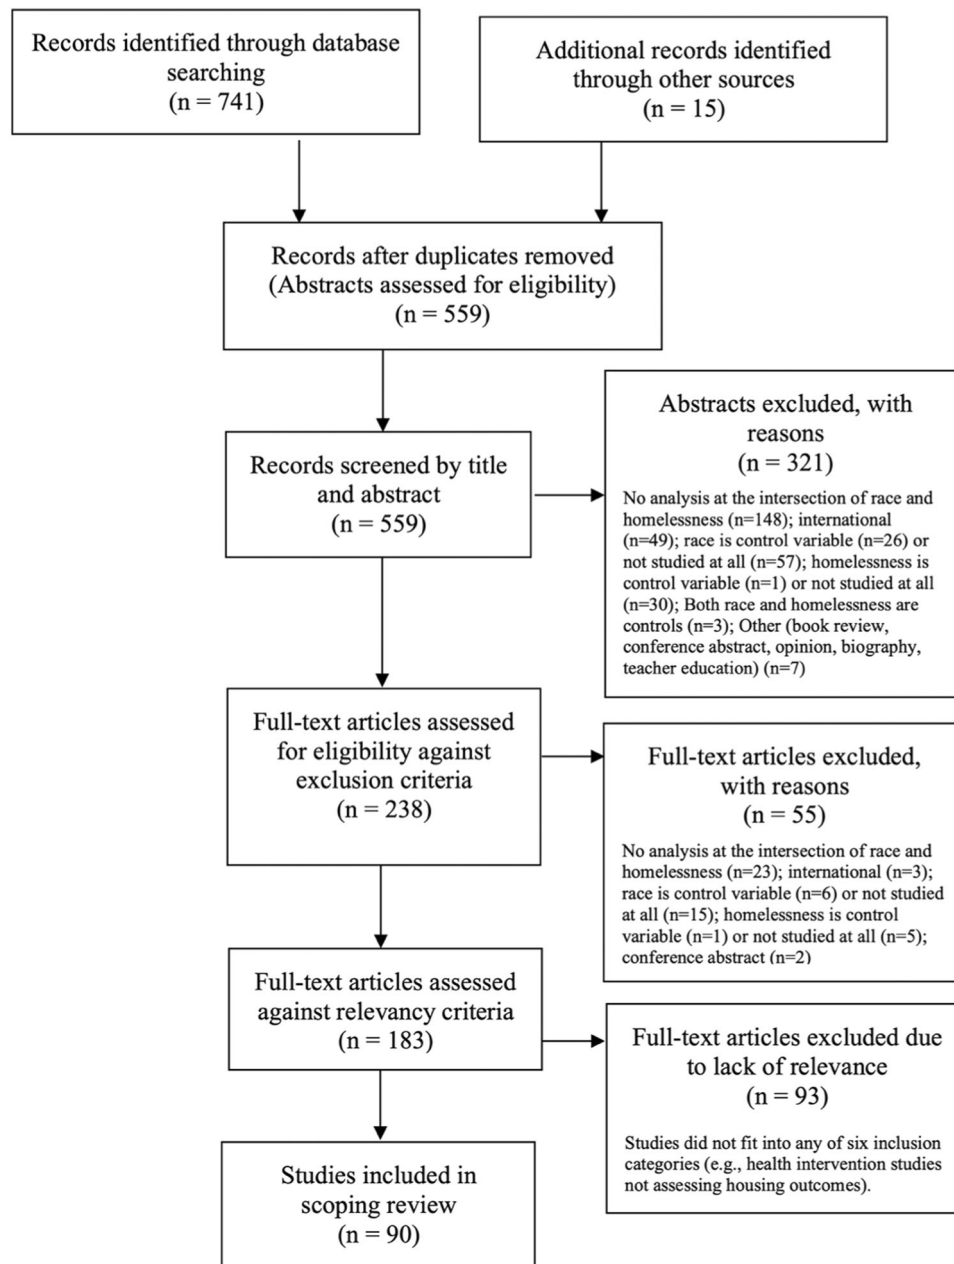 Records identified through database
searching
(n = 741)
Additional records identified
through other sources
(n = 15)
Records after duplicates removed
(Abstracts assessed for eligibility)
(n = 559)
Records screened by title
and abstract
(n = 559)
Abstracts excluded, with
reasons
(n = 321)
No analysis at the intersection of race and
homelessness (n=148); international
(n=49); race is control variable (n=26) or
not studied at all (n=57); homelessness is
control variable (n=1) or not studied at all
(n=30); Both race and homelessness are
controls (n=3); Other (book review,
conference abstract, opinion, biography,
teacher education) (n=7)
Full-text articles assessed
for eligibility against
exclusion criteria
(n = 238)
Full-text articles excluded,
with reasons
(n = 55)
No analysis at the intersection of race and
homelessness (n=23); international (n=3);
race is control variable (n=6) or not studied
at all (n=15); homelessness is control
variable (n=1) or not studied at all (n=5);
conference abstract (n=2)
Full-text articles assessed
against relevancy criteria
(n = 183)
Full-text articles excluded due
to lack of relevance
(n = 93)
Studies did not fit into any of six inclusion
categories (e.g., health intervention studies
not assessing housing outcomes).
Studies included in
scoping review
(n = 90)